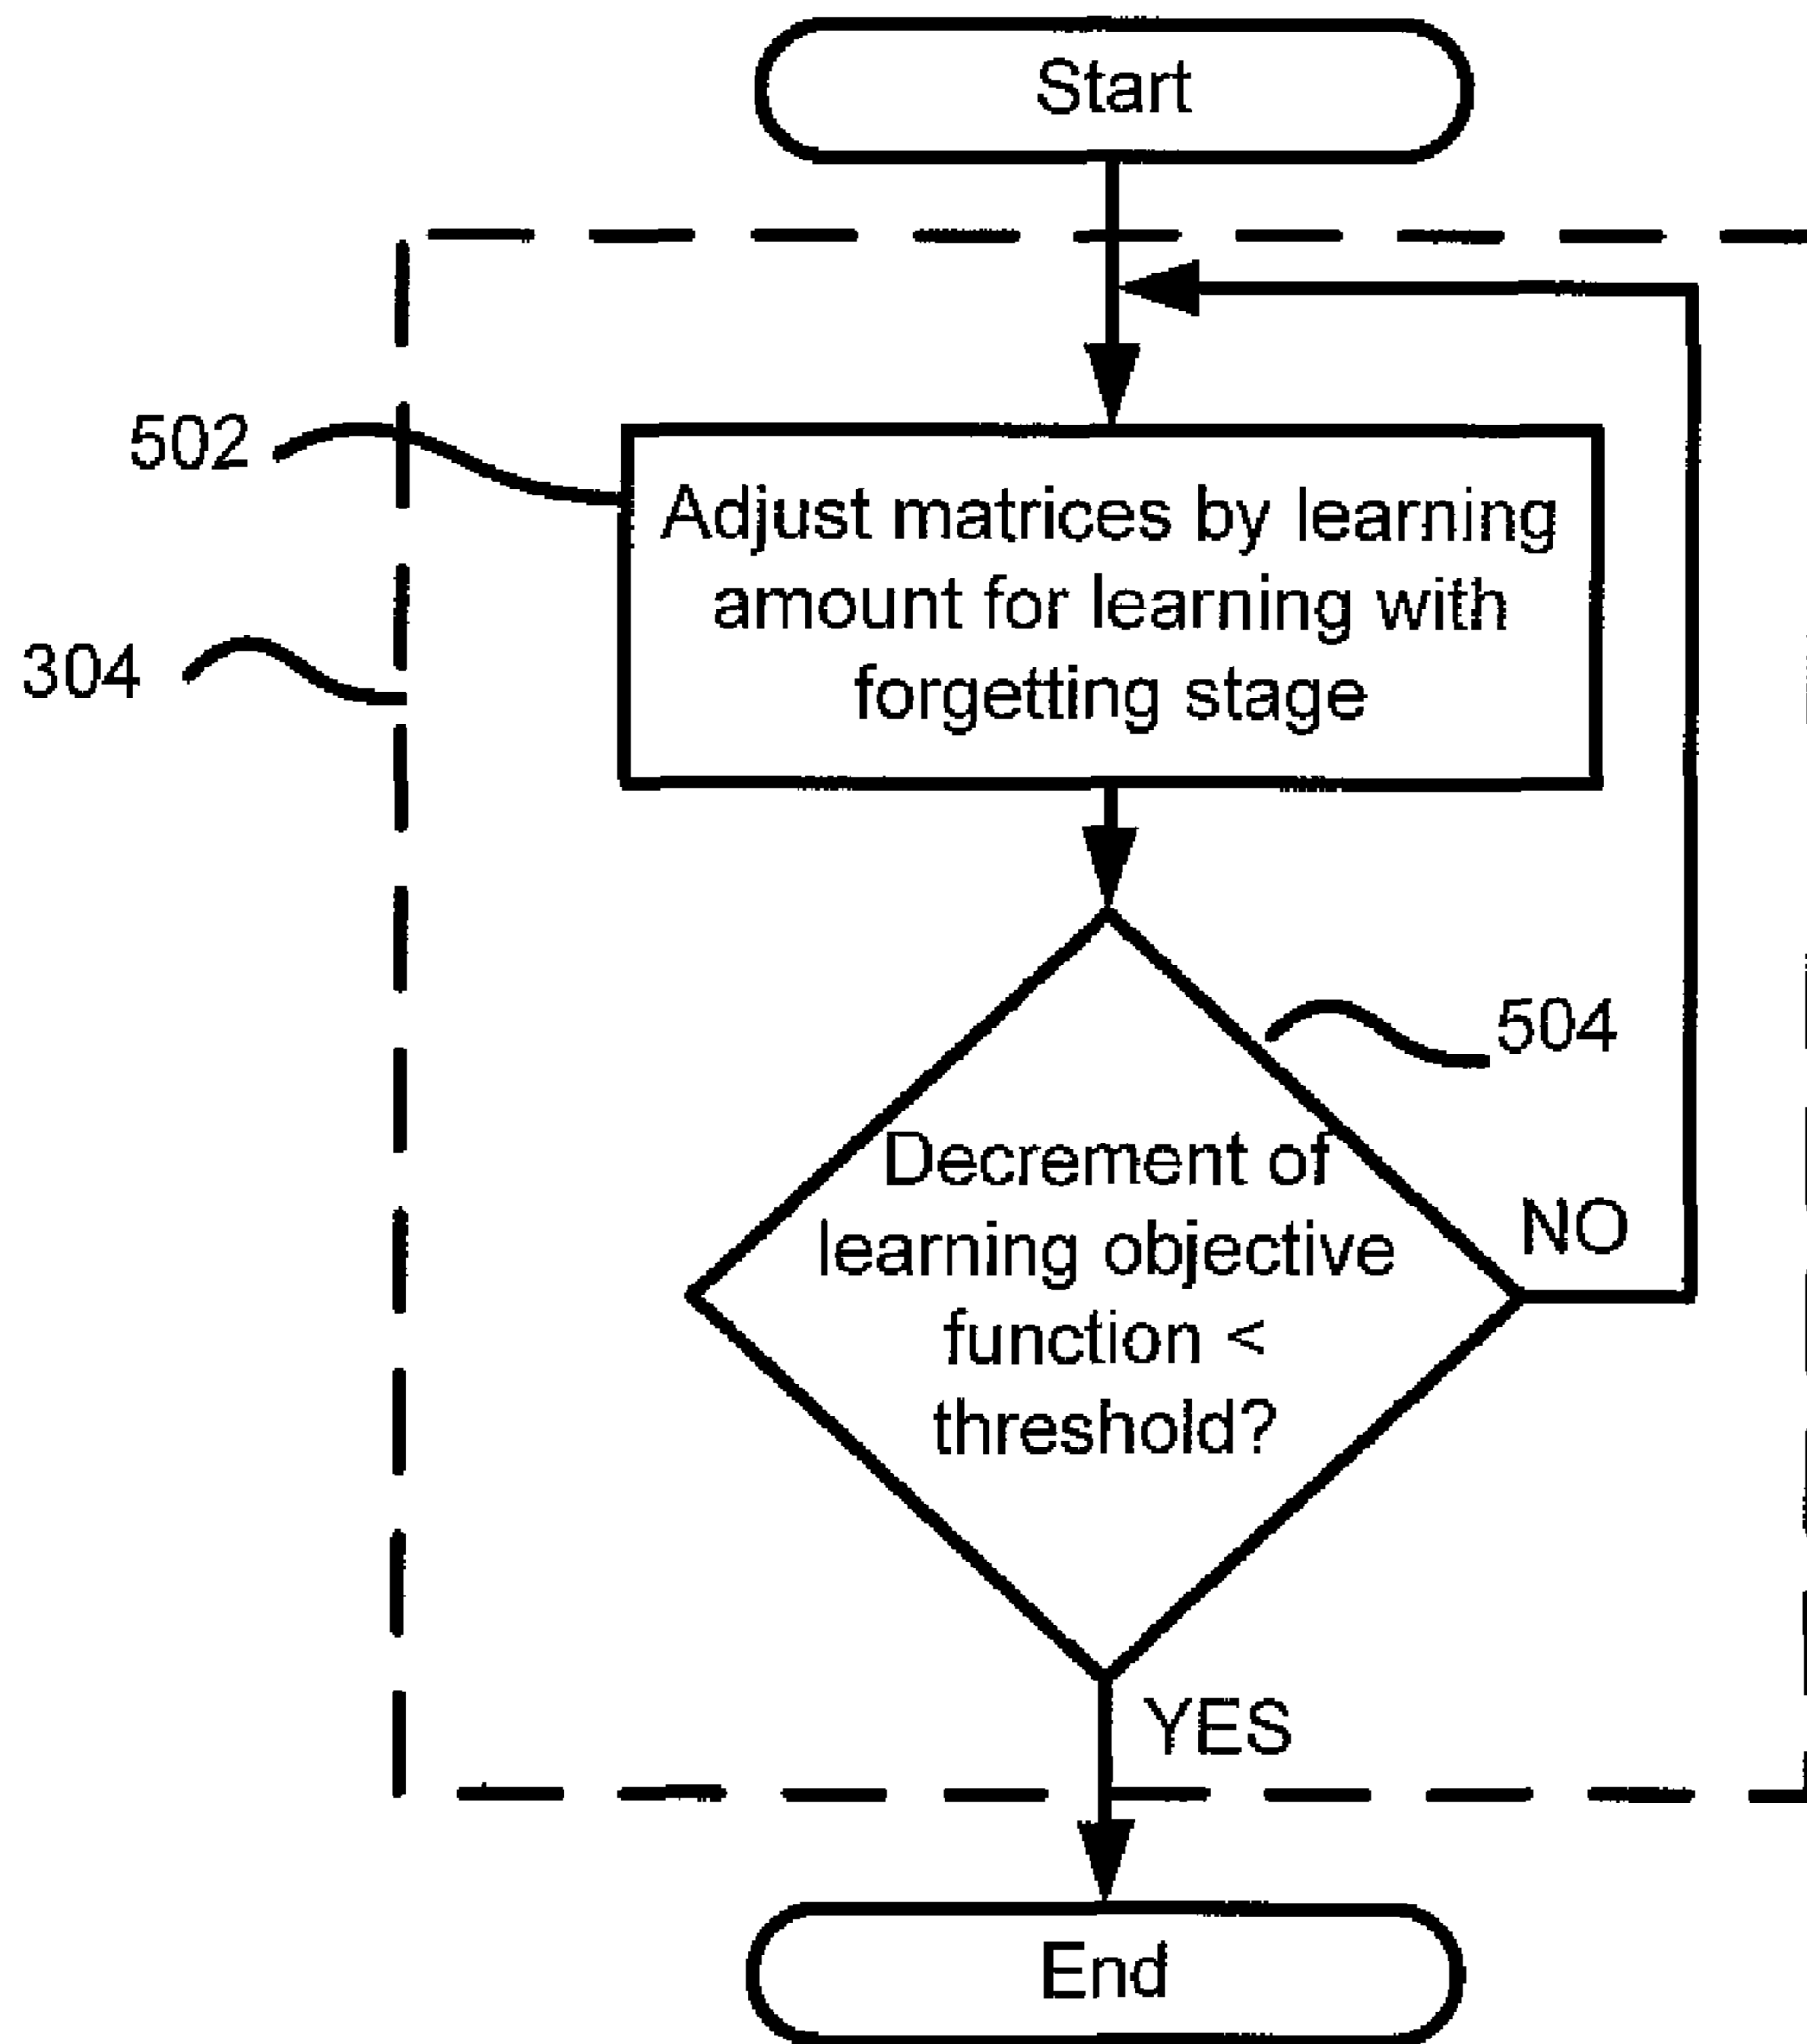 Start
502
Adjust matrices by learning
amount for learning with
forgetting stage
304
504
Decrement of
learning objective
function <
threshold?
NO
YES
End